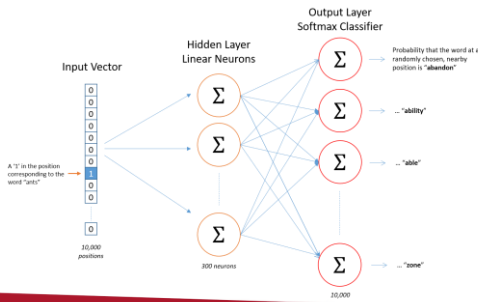 Output Layer
Softmax Classifier
Hidden Layer
Linear Neurons
Input Vector
Probability that the word at a
randomly chosen, nearby
position is "abandon"
... "ability"
... "able"
... "zone"
A '1' in the position
corresponding to the
word "ants"
0
0
0
0
0
0
0
1
0
0
0
10,000
positions
Σ
Σ
Σ
300 neurons
Σ
Σ
Σ
Σ
10,000